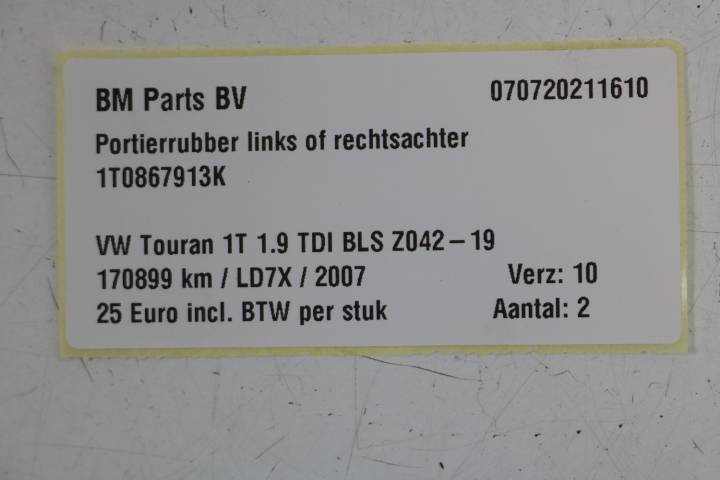 BM Parts BV 070720211610
Portierrubber links of rechtsachter
1T0867913K
VW Touran 1T 1.9 TDI BLS Z042-19
170899 km / LD7X / 2007 Verz: 10
25 Euro incl. BTW per stuk Aantal: 2